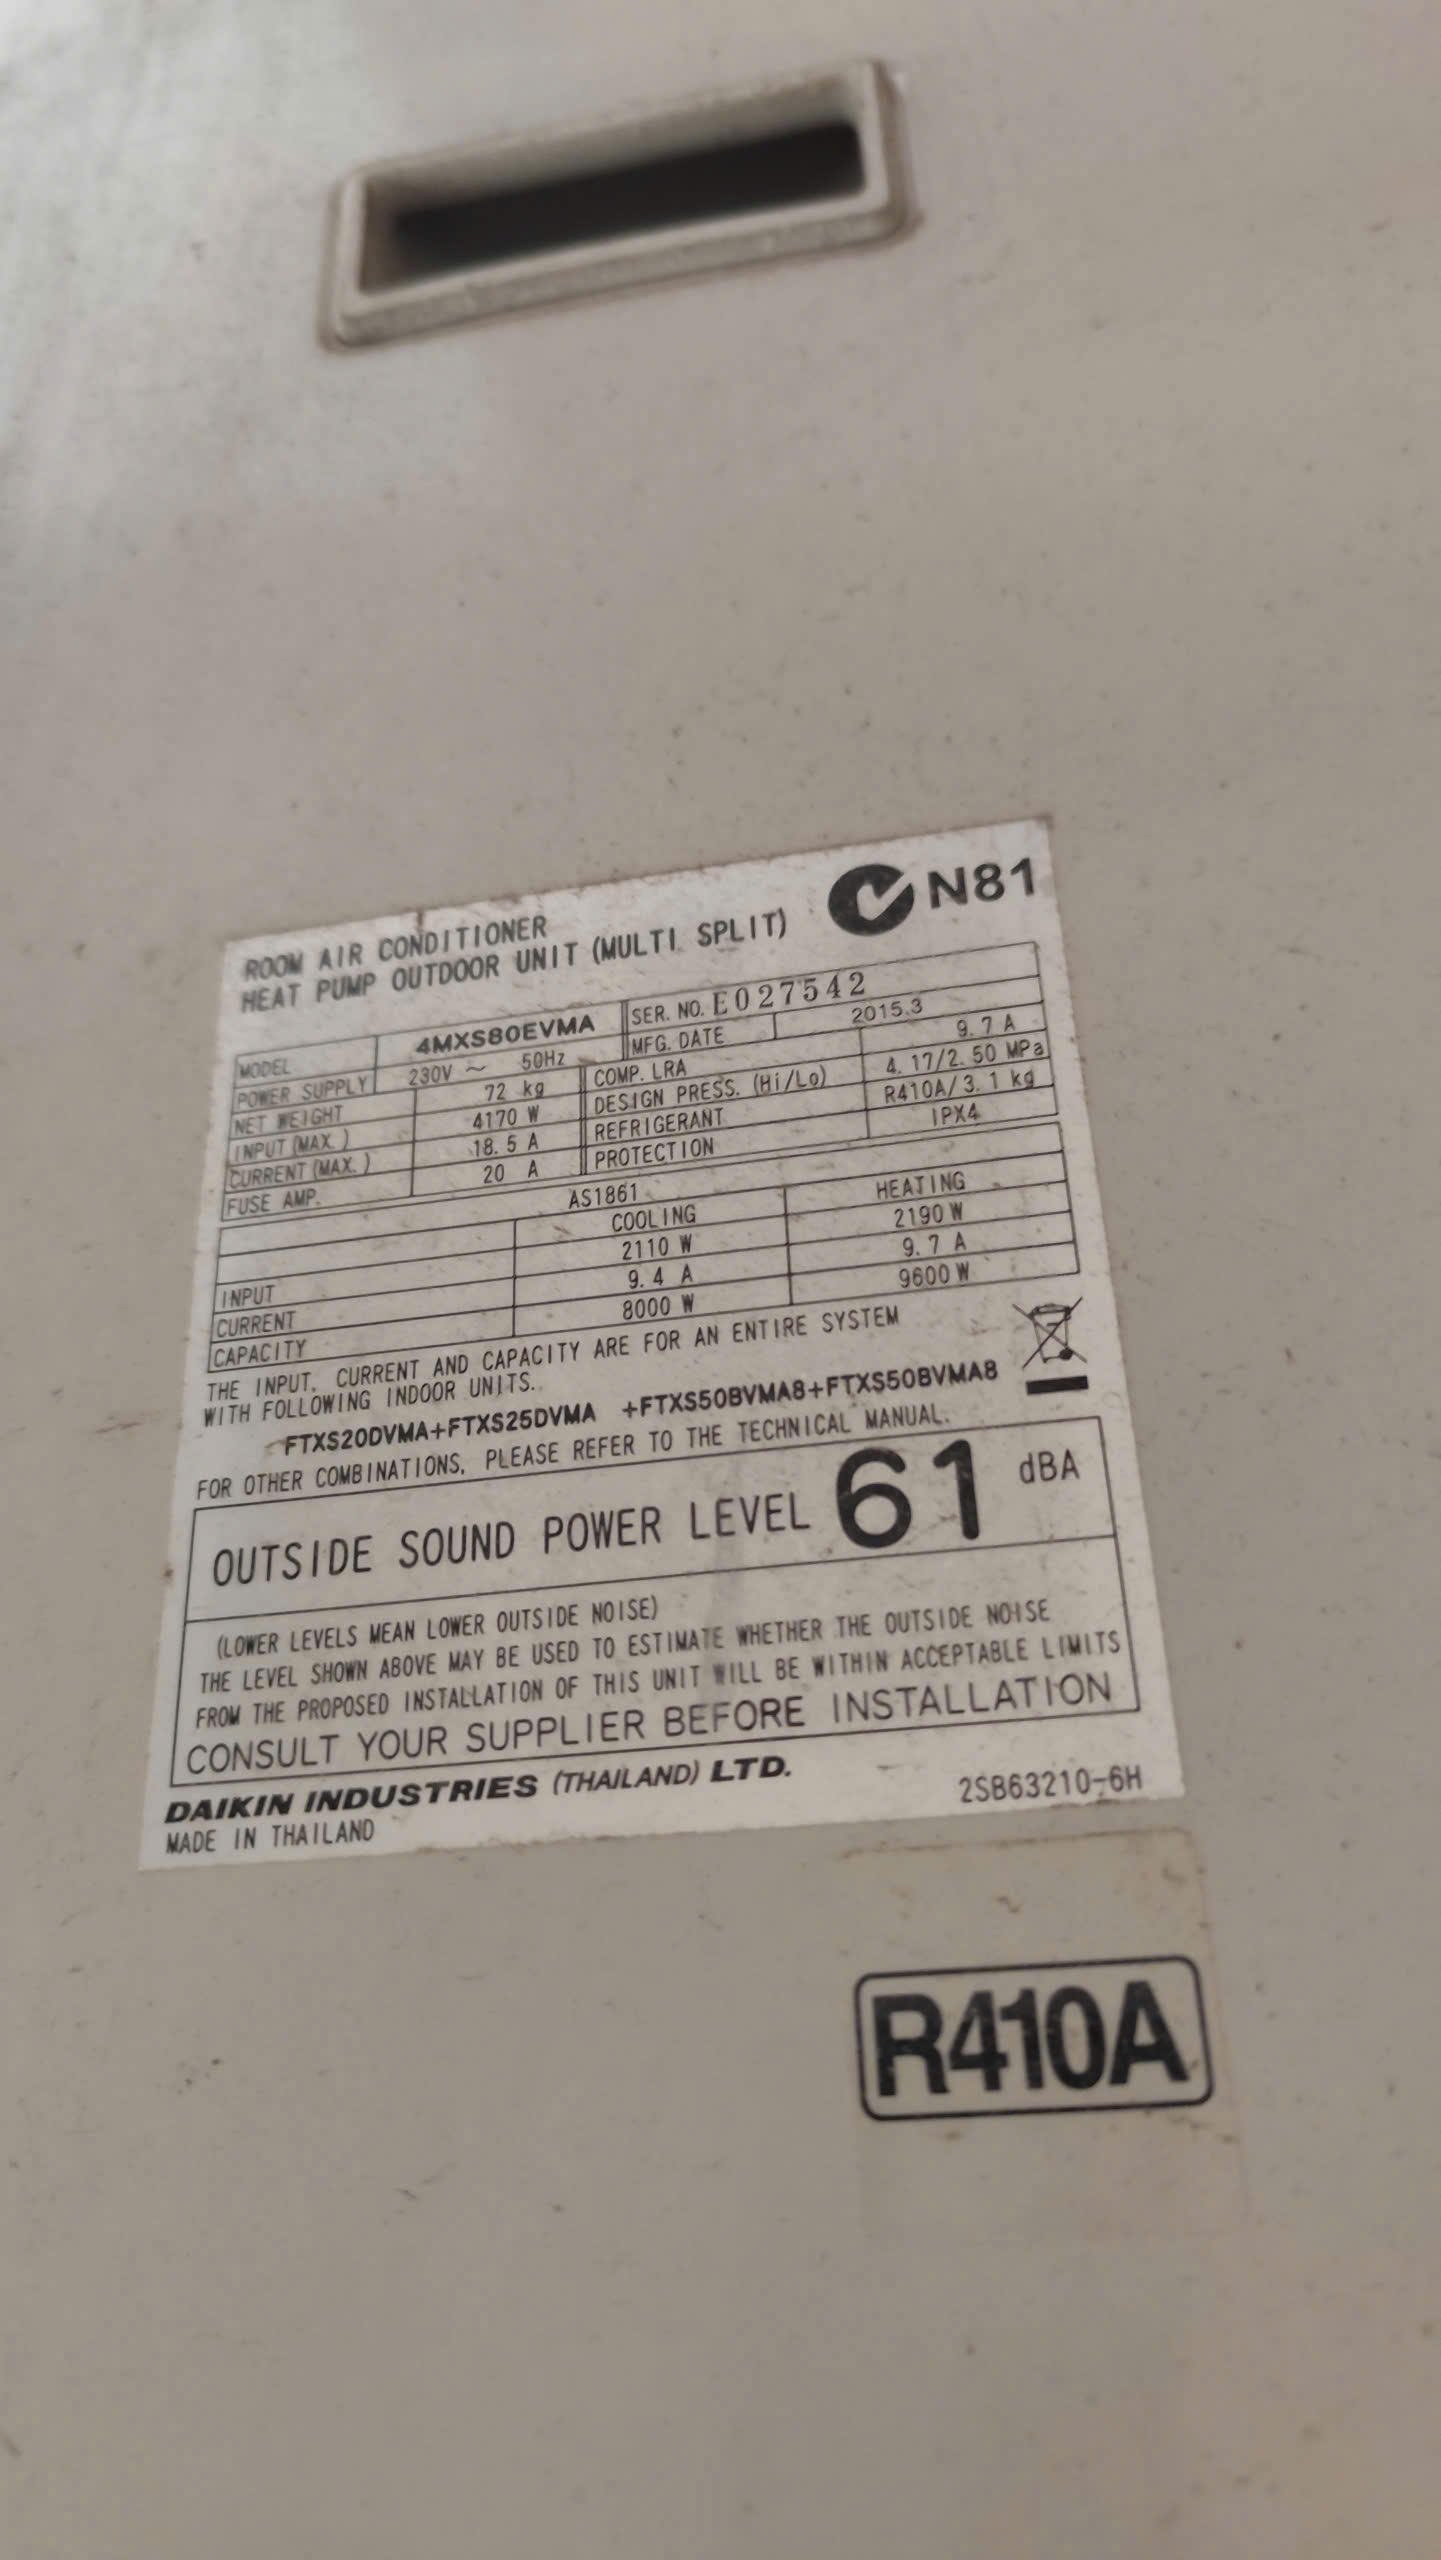 N81
ROOM AIR CONDITIONER
HEAT PUMP OUTDOOR UNIT (MULTI SPLIT)
MODEL 4MXS80EVMA SER. NO. E027542
POWER SUPPLY 230V ~ 50Hz MFG. DATE 2015.3
NET WEIGHT 72 kg COMP. LRA 9.7 A
INPUT (MAX.) 4170 W DESIGN PRESS. (Hi/Lo) 4.17/2.50 MPa
CURRENT (MAX.) 18.5 A REFRIGERANT R410A/3.1 kg
FUSE AMP. 20 A PROTECTION IPX4
AS1861
COOLING HEATING
INPUT 2110 W 2190 W
CURRENT 9.4 A 9.7 A
CAPACITY 8000 W 9600 W
THE INPUT, CURRENT AND CAPACITY ARE FOR AN ENTIRE SYSTEM
WITH FOLLOWING INDOOR UNITS.
FTXS20DVMA+FTXS25DVMA +FTXS50BVMA8+FTXS50BVMA8
FOR OTHER COMBINATIONS, PLEASE REFER TO THE TECHNICAL MANUAL.
OUTSIDE SOUND POWER LEVEL 61 dBA
(LOWER LEVELS MEAN LOWER OUTSIDE NOISE)
THE LEVEL SHOWN ABOVE MAY BE USED TO ESTIMATE WHETHER THE OUTSIDE NOISE
FROM THE PROPOSED INSTALLATION OF THIS UNIT WILL BE WITHIN ACCEPTABLE LIMITS
CONSULT YOUR SUPPLIER BEFORE INSTALLATION
DAIKIN INDUSTRIES (THAILAND) LTD.
MADE IN THAILAND 2SB63210-6H
R410A